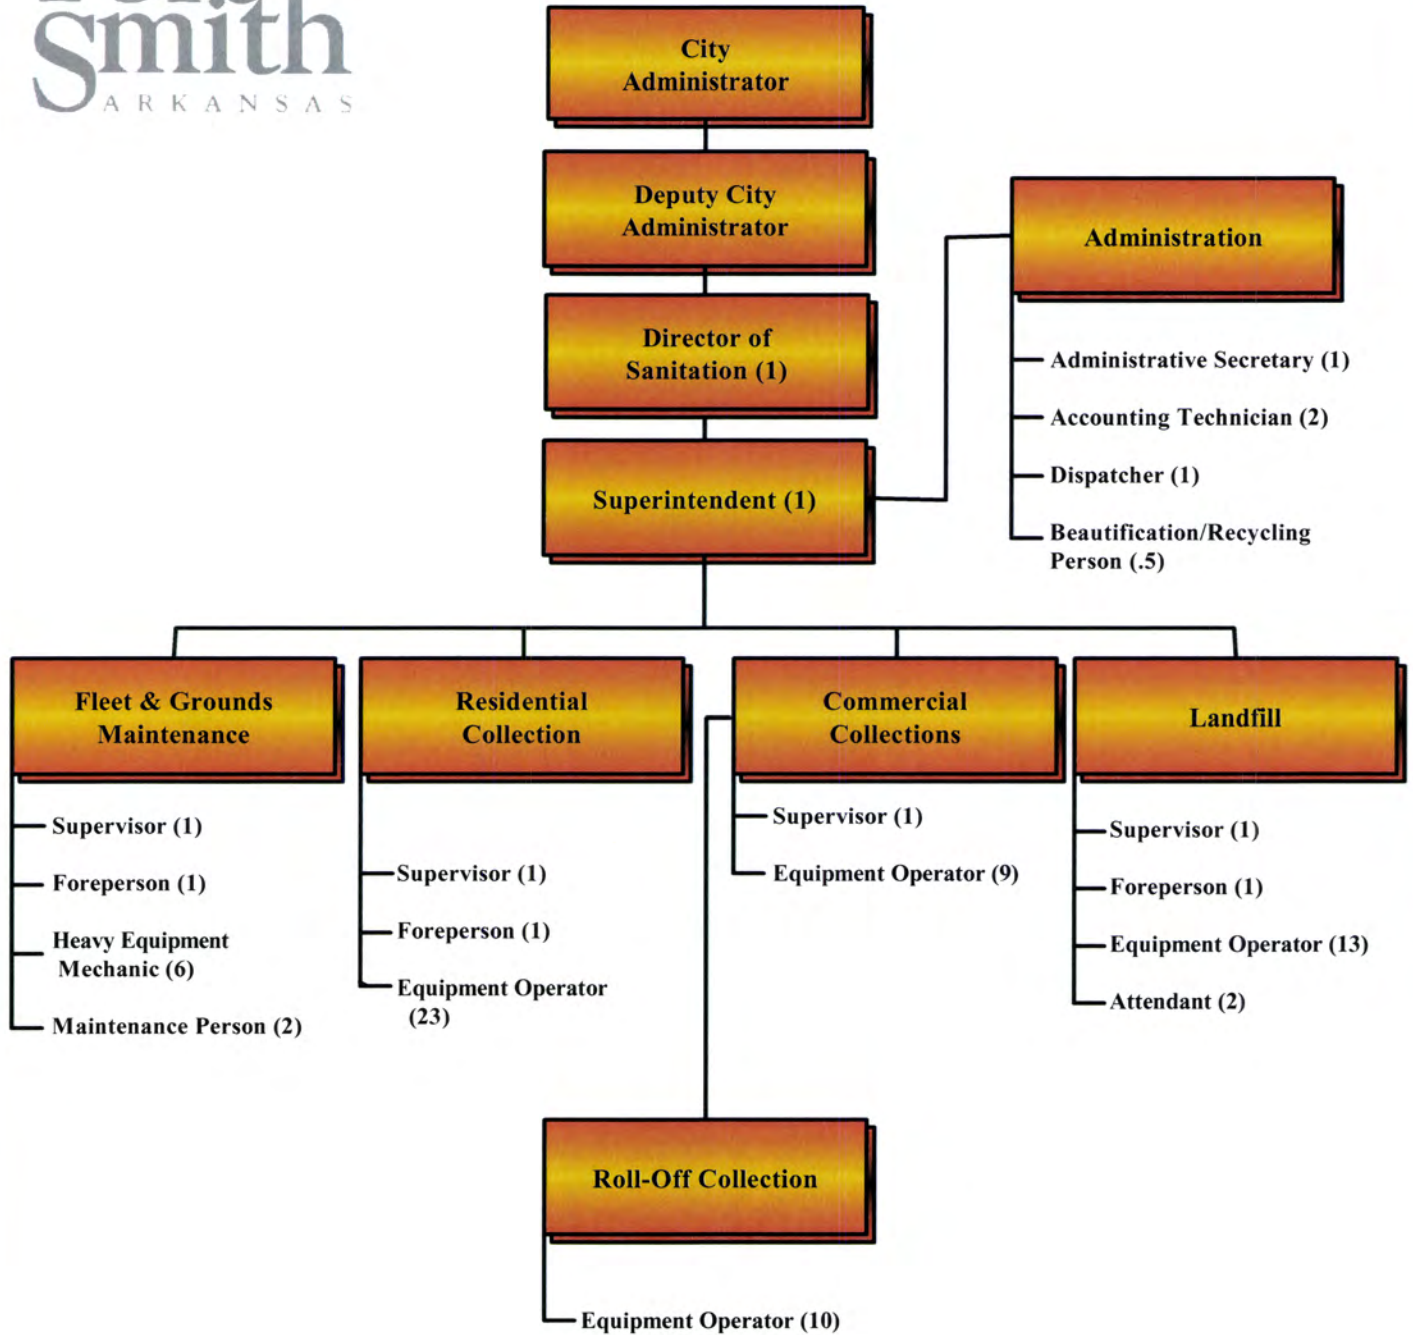 Smith
ARKANSAS
City
Administrator
Deputy City
Administrator
Administration
Director of
Sanitation (1)
Administrative Secretary (1)
Accounting Technician (2)
Dispatcher (1)
Beautification/Recycling
Person (.5)
Superintendent (1)
Fleet & Grounds
Maintenance
Supervisor (1)
Foreperson (1)
Heavy Equipment
Mechanic (6)
Maintenance Person (2)
Residential
Collection
Supervisor (1)
Foreperson (1)
Equipment Operator
(23)
Commercial
Collections
Supervisor (1)
Equipment Operator (9)
Landfill
Supervisor (1)
Foreperson (1)
Equipment Operator (13)
Attendant (2)
Roll-Off Collection
Equipment Operator (10)